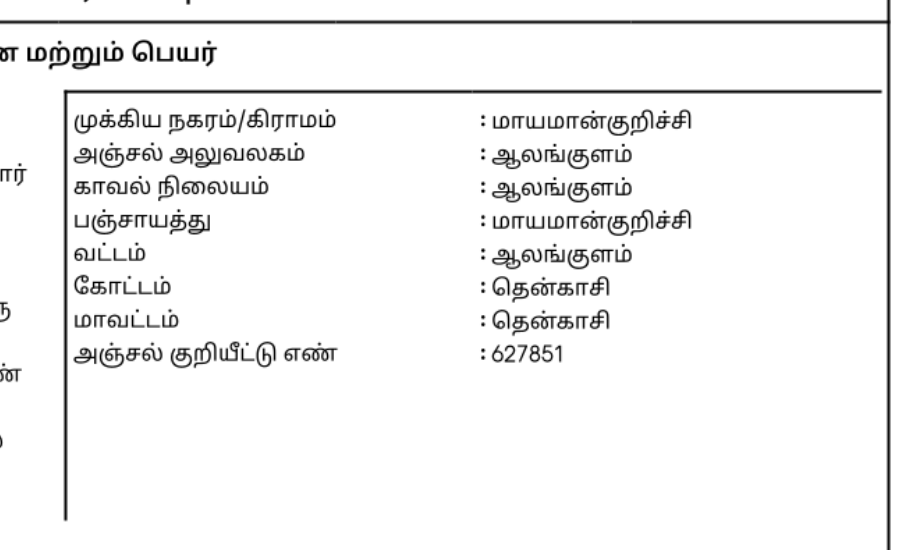 மற்றும் பெயர்
முக்கிய நகரம்/கிராமம் : மாயமான்குறிச்சி
அஞ்சல் அலுவலகம் : ஆலங்குளம்
காவல் நிலையம் : ஆலங்குளம்
பஞ்சாயத்து : மாயமான்குறிச்சி
வட்டம் : ஆலங்குளம்
கோட்டம் : தென்காசி
மாவட்டம் : தென்காசி
அஞ்சல் குறியீட்டு எண் : 627851